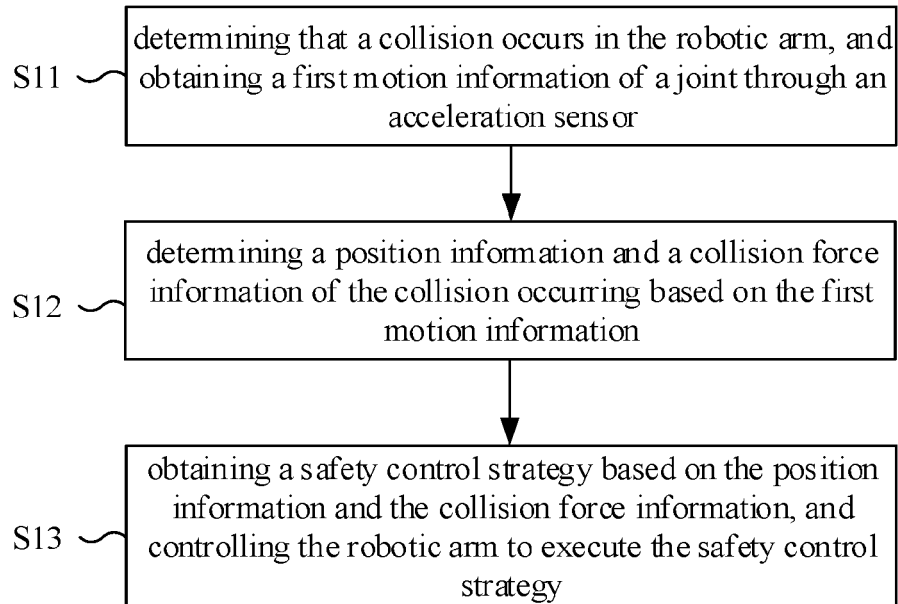 S11
determining that a collision occurs in the robotic arm, and
obtaining a first motion information of a joint through an
acceleration sensor
S12
determining a position information and a collision force
information of the collision occurring based on the first
motion information
S13
obtaining a safety control strategy based on the position
information and the collision force information, and
controlling the robotic arm to execute the safety control
strategy